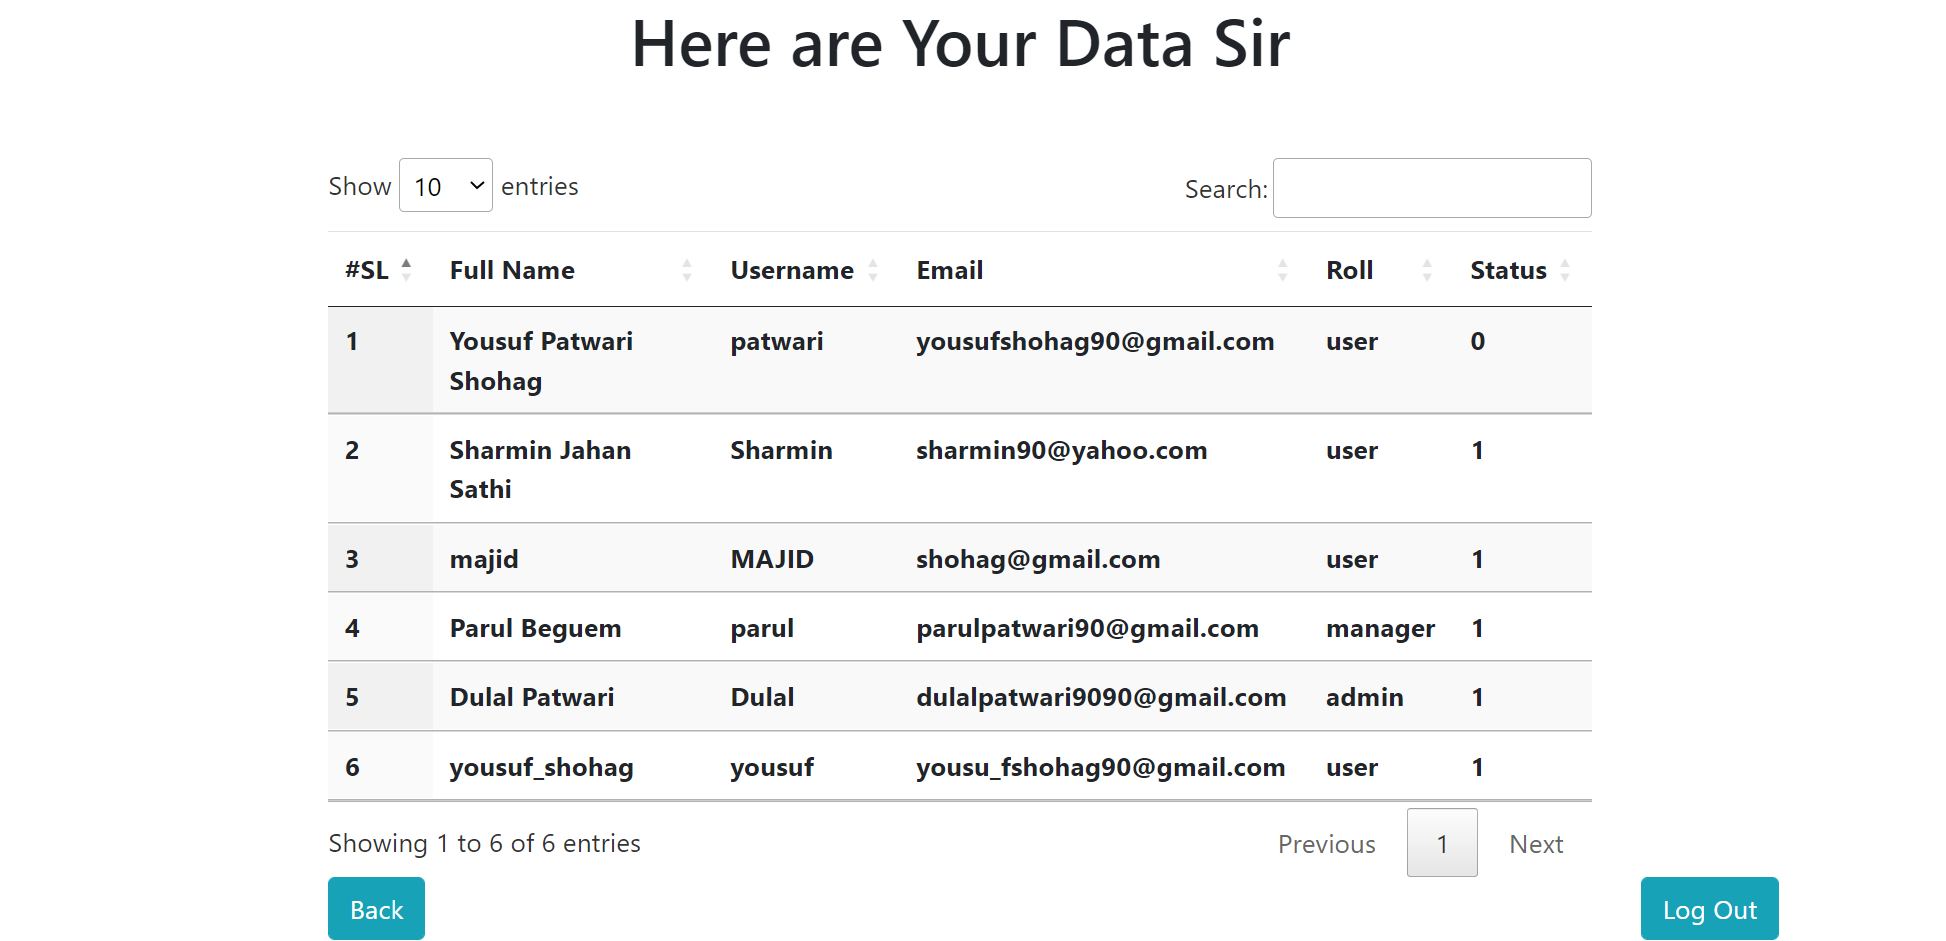 Here are Your Data Sir
Show 10 entries
Search:
#SL Full Name Username Email Roll Status
1 Yousuf Patwari patwari yousufshohag90@gmail.com user 0
Shohag
2 Sharmin Jahan Sharmin sharmin90@yahoo.com user 1
Sathi
3 majid MAJID shohag@gmail.com user 1
4 Parul Beguem parul parulpatwari90@gmail.com manager 1
5 Dulal Patwari Dulal dulalpatwari9090@gmail.com admin 1
6 yousuf_shohag yousuf yousu_fshohag90@gmail.com user 1
Showing 1 to 6 of 6 entries
Previous 1 Next
Back
Log Out